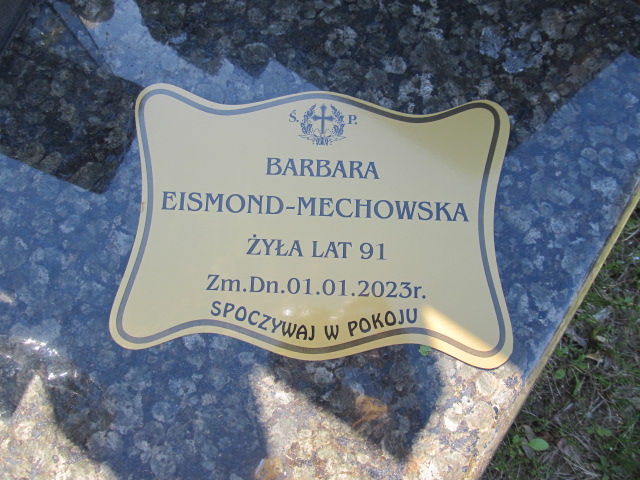 Ś. P.
BARBARA
EISMOND-MECHOWSKA
ŻYŁA LAT 91
Zm.Dn.01.01.2023r.
SPOCZYWAJ W POKOJU